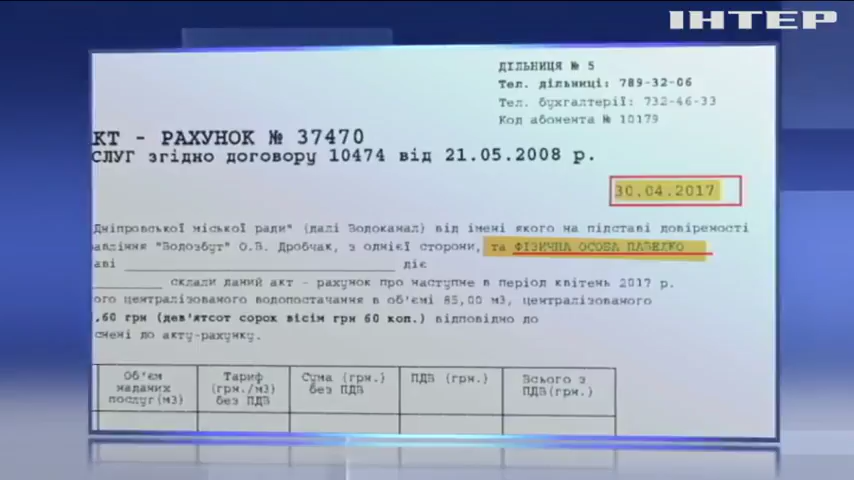 ІНТЕР
ДІЛЬНИЦЯ № 5
Тел. дільниці: 789-32-06
Тел. бухгалтерії: 732-46-33
Код абонента № 10179
КТ - РАХУНОК № 37470
СЛУГ згідно договору 10474 від 21.05.2008 р.
30.04.2017
Дніпровської міської ради" (далі Водоканал) від імені якого на підставі довіреності
авління "Водозбут" О.В. Дробчак, з однієї сторони, та ФІЗИЧНА ОСОБА ПАВЕЛКО
аві діє
склали даний акт - рахунок про наступне в період квітень 2017 р.
ого централізованого водопостачання в об'ємі 85,00 м3, централізованого
,60 грн (дев'ятсот сорок вісім грн 60 коп.) відповідно до
снені до акту-рахунку.
Об'єм наданих послуг(м3)
Тариф (грн./м3) без ПДВ
Сума (грн.) без ПДВ
ПДВ (грн.)
Всього з ПДВ(грн.)